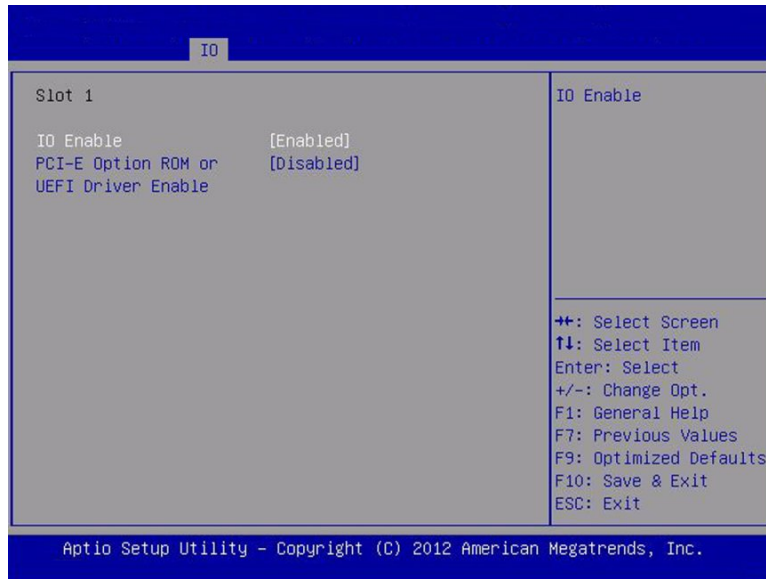 IO
Slot 1
IO Enable
IO Enable [Enabled]
PCI-E Option ROM or [Disabled]
UEFI Driver Enable
→←: Select Screen
↑↓: Select Item
Enter: Select
+/-: Change Opt.
F1: General Help
F7: Previous Values
F9: Optimized Defaults
F10: Save & Exit
ESC: Exit
Aptio Setup Utility - Copyright (C) 2012 American Megatrends, Inc.